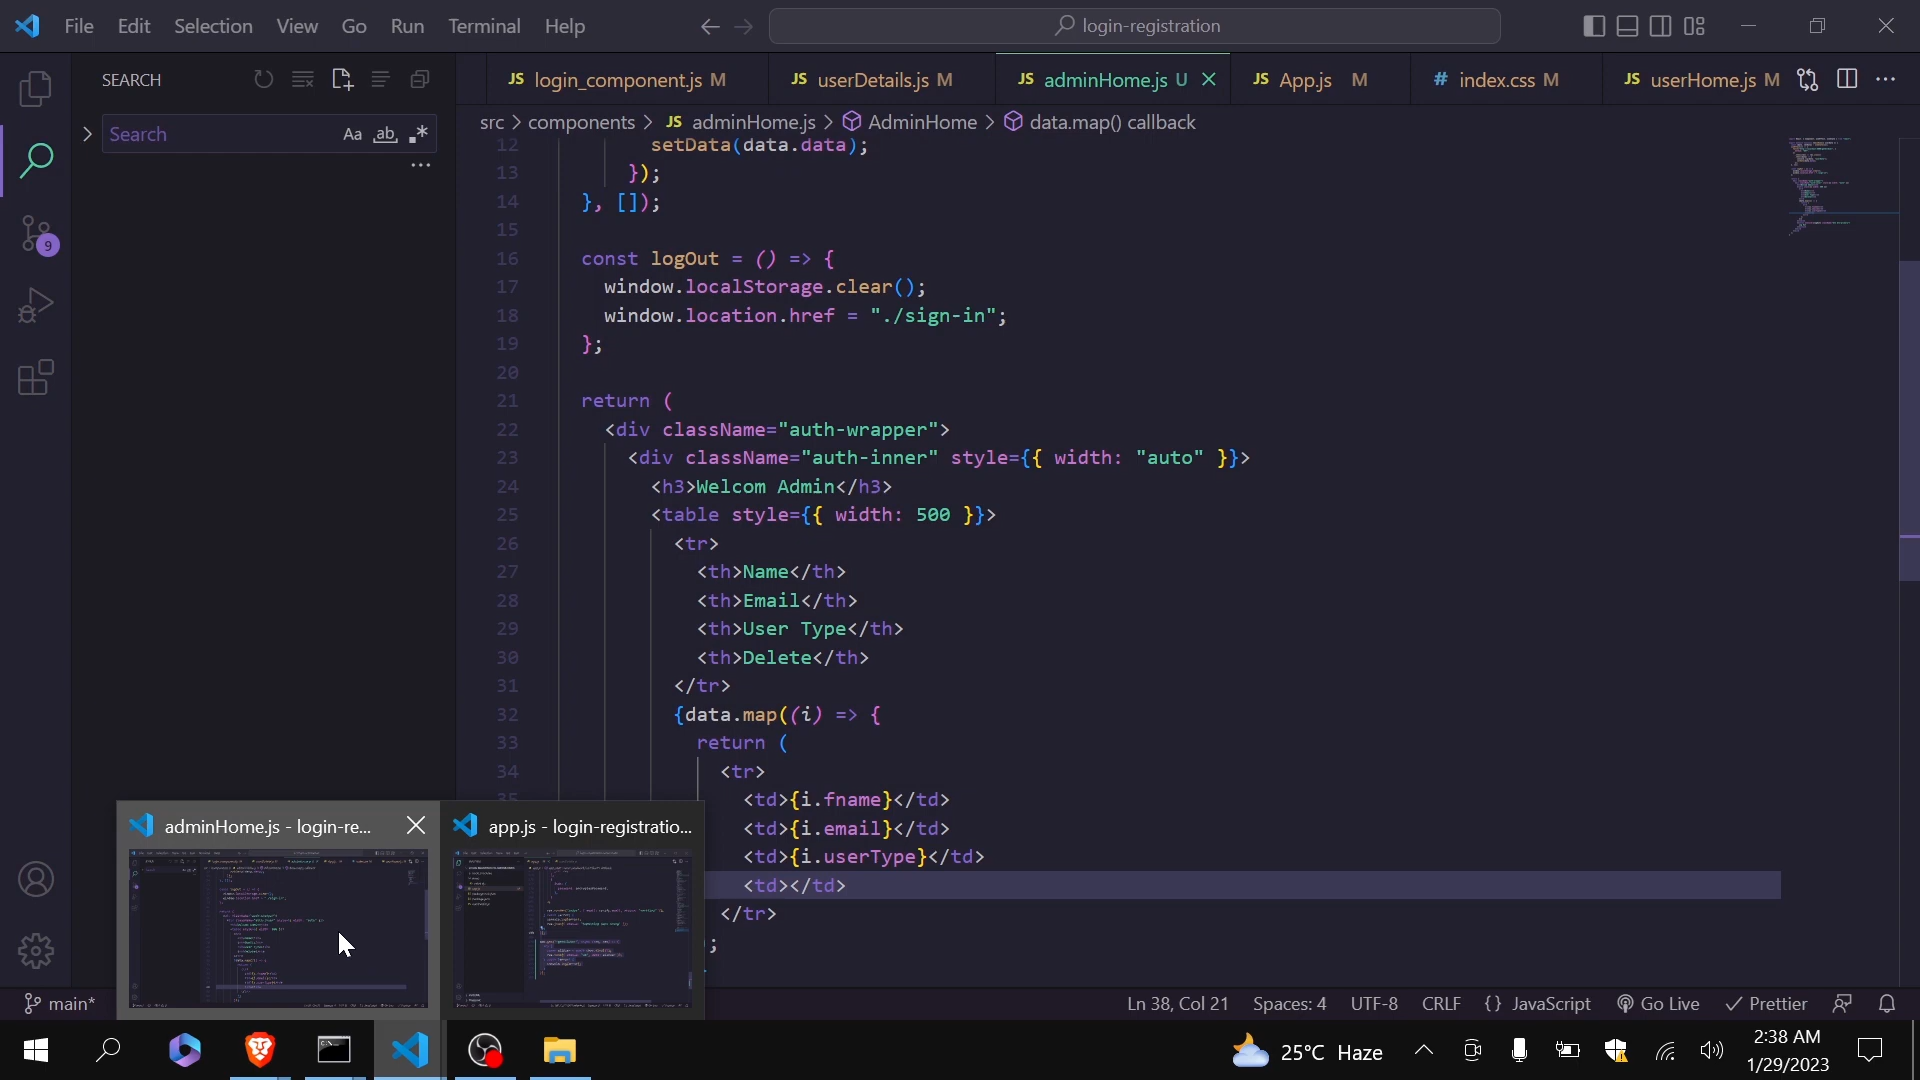 File Edit Selection View Go Run Terminal Help
login-registration
SEARCH
JS login_component.js M
JS userDetails.js M
JS adminHome.js U
JS App.js M
# index.css M
JS userHome.js M
Search
Aa ab .*
src > components > JS adminHome.js > AdminHome > data.map() callback
12 setData(data.data);
13 });
14 }, []);
15
16 const logOut = () => {
17 window.localStorage.clear();
18 window.location.href = "./sign-in";
19 };
20
21 return (
22 <div className="auth-wrapper">
23 <div className="auth-inner" style={{ width: "auto" }}>
24 <h3>Welcom Admin</h3>
25 <table style={{ width: 500 }}>
26 <tr>
27 <th>Name</th>
28 <th>Email</th>
29 <th>User Type</th>
30 <th>Delete</th>
31 </tr>
32 {data.map((i) => {
33 return (
34 <tr>
35 <td>{i.fname}</td>
<td>{i.email}</td>
<td>{i.userType}</td>
<td></td>
</tr>
;
9
adminHome.js - login-re...
app.js - login-registratio...
main*
Ln 38, Col 21 Spaces: 4 UTF-8 CRLF {} JavaScript Go Live Prettier
25°C Haze
2:38 AM
1/29/2023